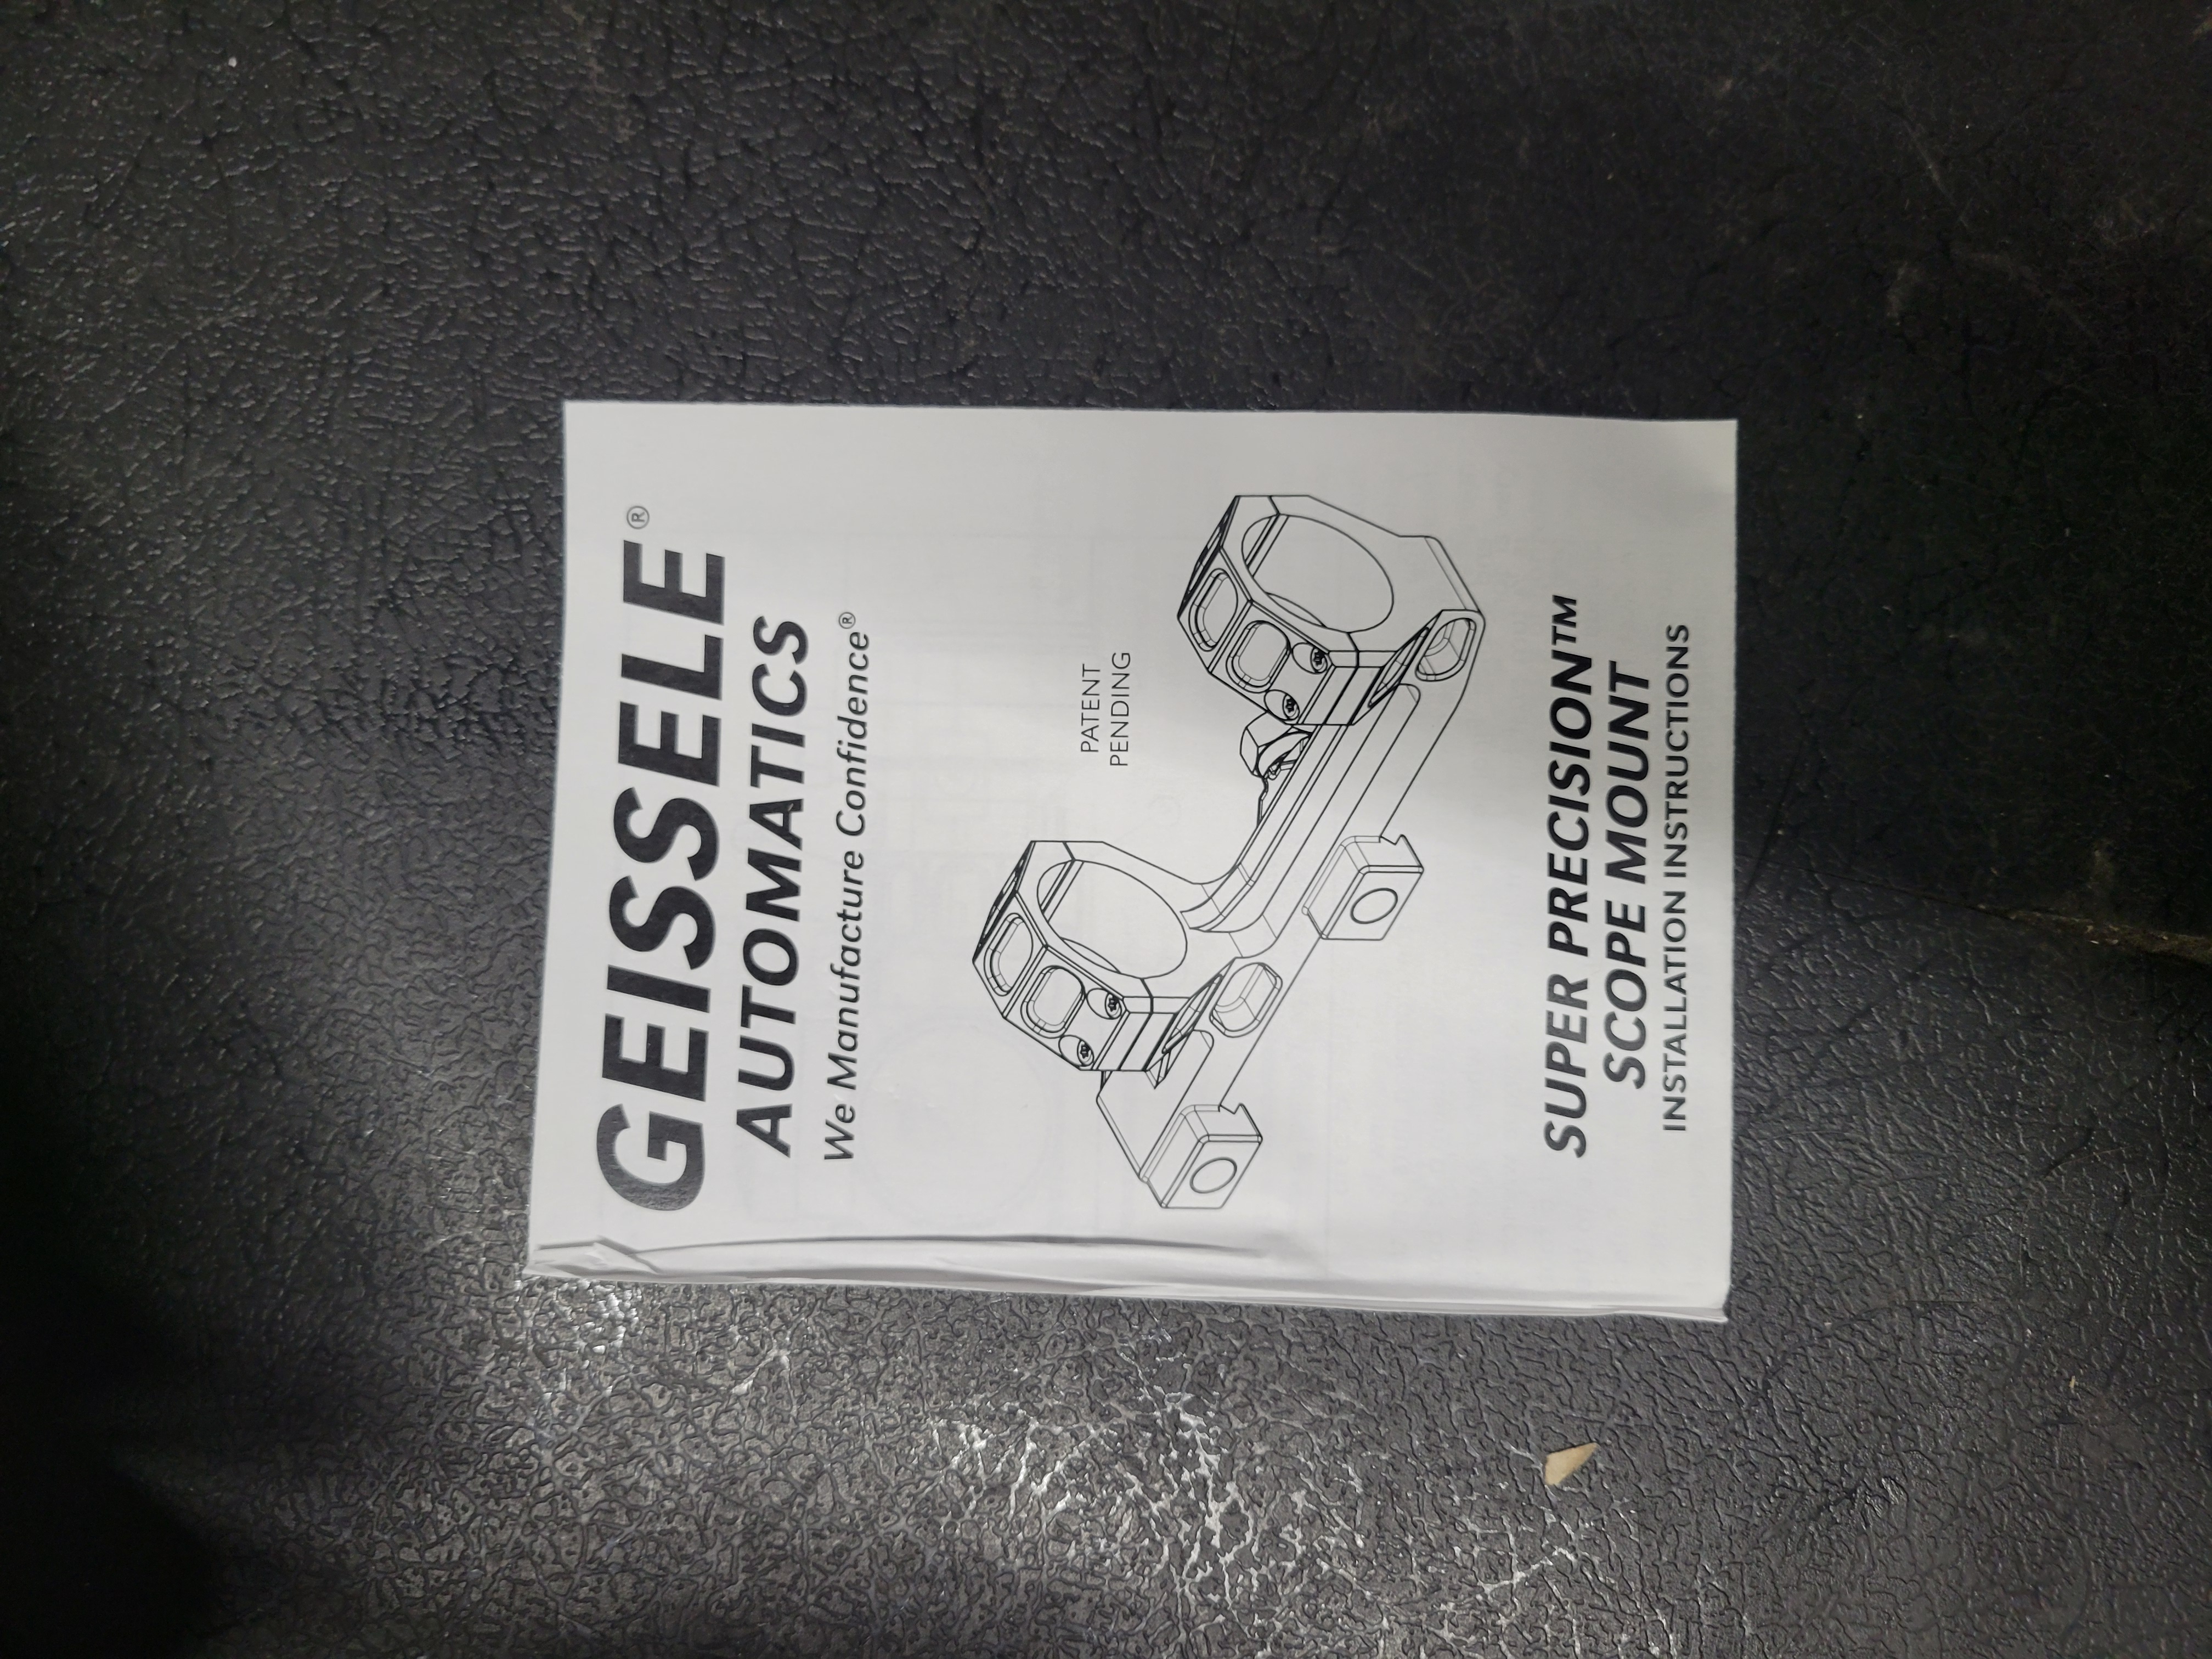 GEISSELE®
AUTOMATICS
We Manufacture Confidence®
PATENT
PENDING
SUPER PRECISION™
SCOPE MOUNT
INSTALLATION INSTRUCTIONS